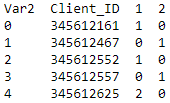 Var2 Client_ID 1 2
0 345612161 1 0
1 345612467 0 1
2 345612552 1 0
3 345612557 0 1
4 345612625 2 0